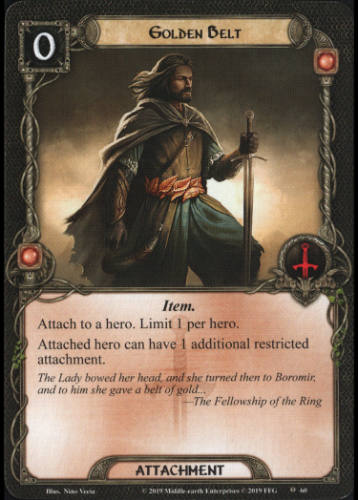 0
GOLDEN BELT
Item.
Attach to a hero. Limit 1 per hero.
Attached hero can have 1 additional restricted
attachment.
The Lady bowed her head, and she turned then to Boromir,
and to him she gave a belt of gold...
—The Fellowship of the Ring
ATTACHMENT
Illus. Nino Vecia
© 2019 Middle-earth Enterprises © 2019 FFG
60